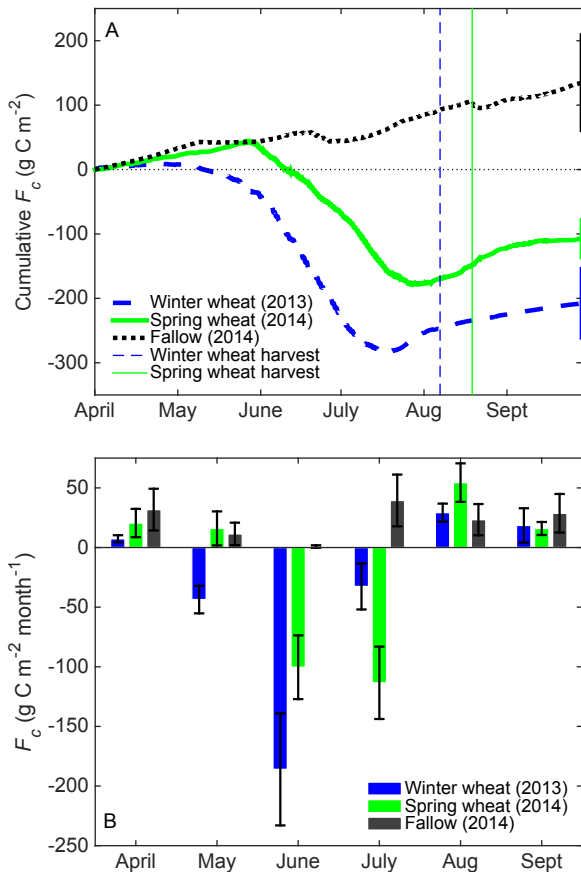 A
200
100
0
-100
-200
-300
Cumulative F_c (g C m⁻²)
Winter wheat (2013)
Spring wheat (2014)
Fallow (2014)
Winter wheat harvest
Spring wheat harvest
April May June July Aug Sept
50
0
-50
-100
-150
-200
-250
F_c (g C m⁻² month⁻¹)
B
Winter wheat (2013)
Spring wheat (2014)
Fallow (2014)
April May June July Aug Sept